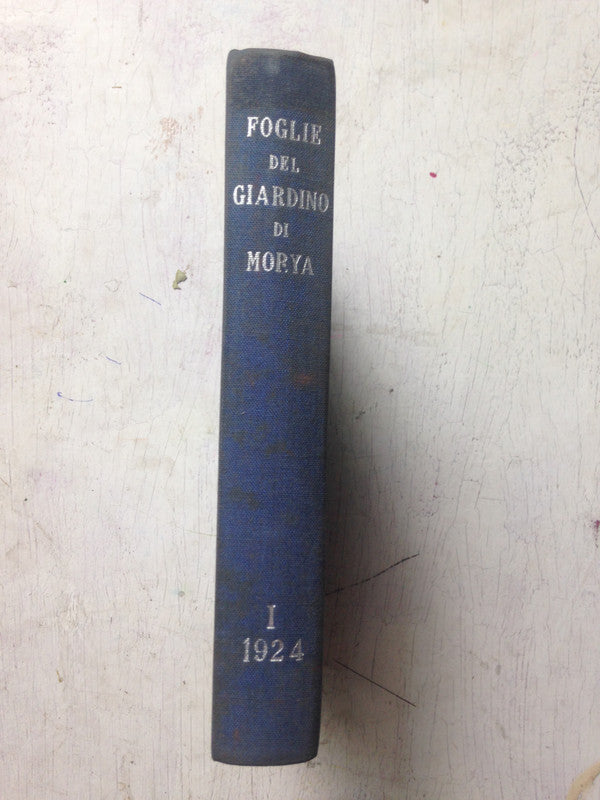 FOGLIE
DEL
GIARDINO
DI
MORYA
I
1924